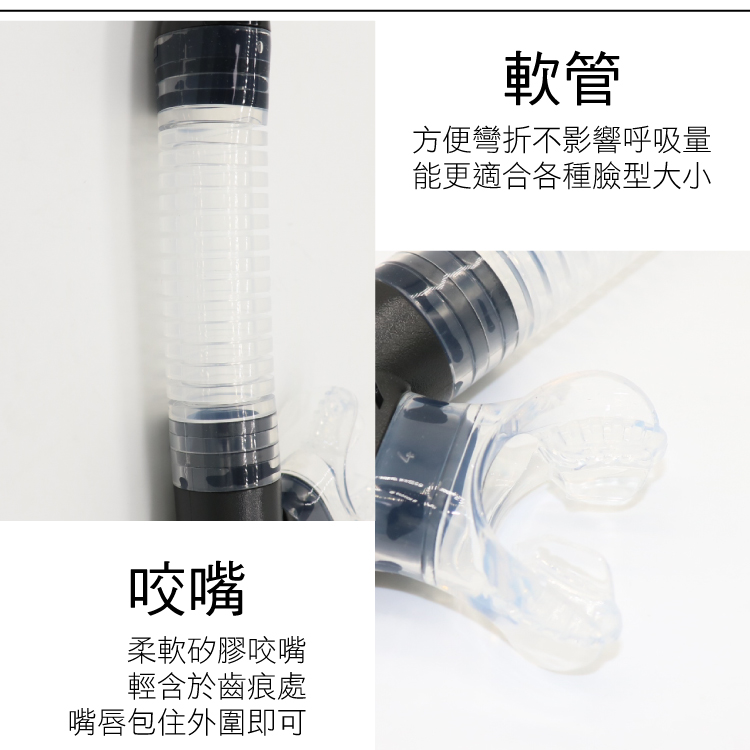 軟管
方便彎折不影響呼吸量
能更適合各種臉型大小
咬嘴
柔軟矽膠咬嘴
輕含於齒痕處
嘴唇包住外圍即可